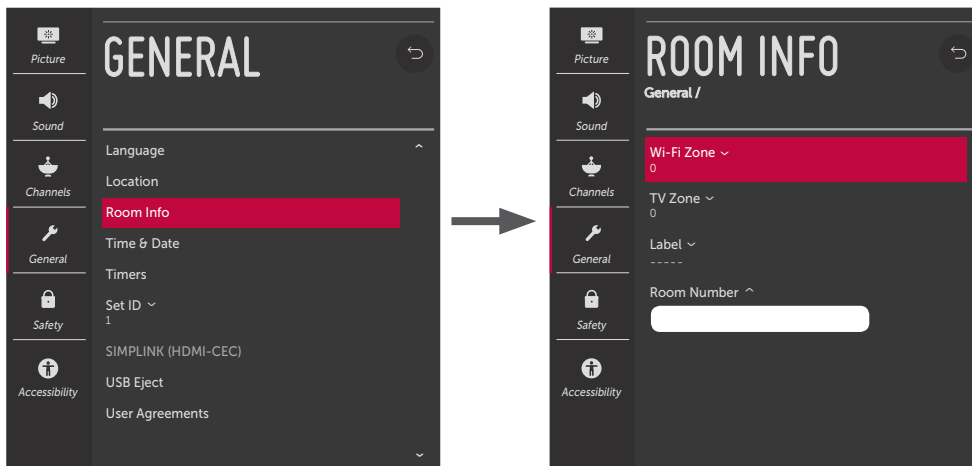 Picture
Sound
Channels
General
Safety
Accessibility
GENERAL
Language
Location
Room Info
Time & Date
Timers
Set ID
1
SIMPLINK (HDMI-CEC)
USB Eject
User Agreements
Picture
Sound
Channels
General
Safety
Accessibility
ROOM INFO
General /
Wi-Fi Zone
0
TV Zone
0
Label
-----
Room Number